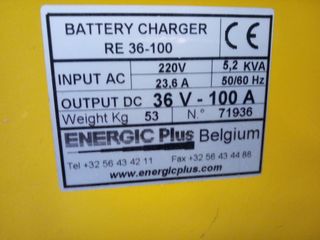 BATTERY CHARGER
RE 36-100
CE
INPUT AC 220V 5,2 KVA
23,6 A 50/60 Hz
OUTPUT DC 36 V - 100 A
Weight Kg 53 N.° 71936
ENERGIC Plus Belgium
Tel +32 56 43 42 11 Fax +32 56 43 44 88
www.energicplus.com